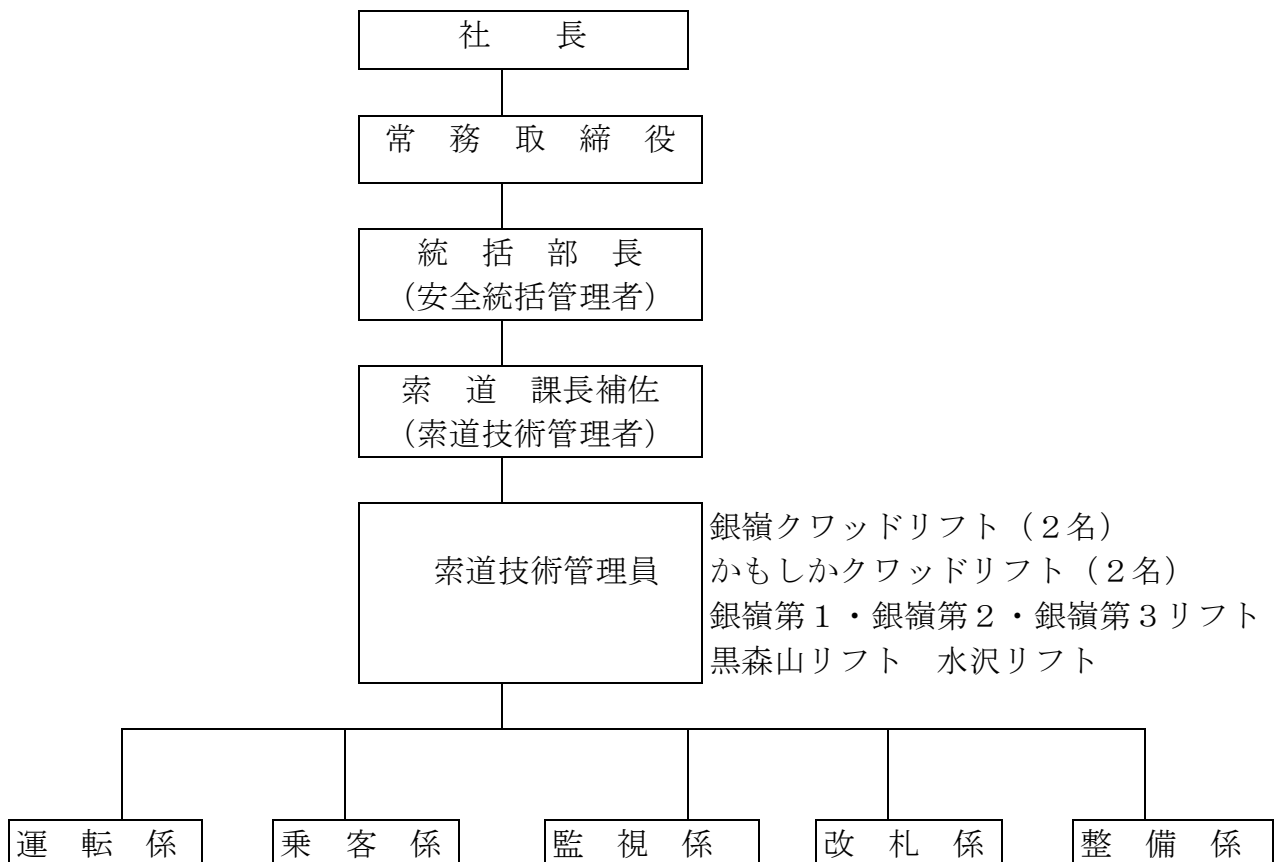 社　長
常　務　取　締　役
統　括　部　長
（安全統括管理者）
索　道　課長補佐
（索道技術管理者）
索道技術管理員
銀嶺クワッドリフト（２名）
かもしかクワッドリフト（２名）
銀嶺第１・銀嶺第２・銀嶺第３リフト
黒森山リフト　水沢リフト
運　転　係
乗　客　係
監　視　係
改　札　係
整　備　係